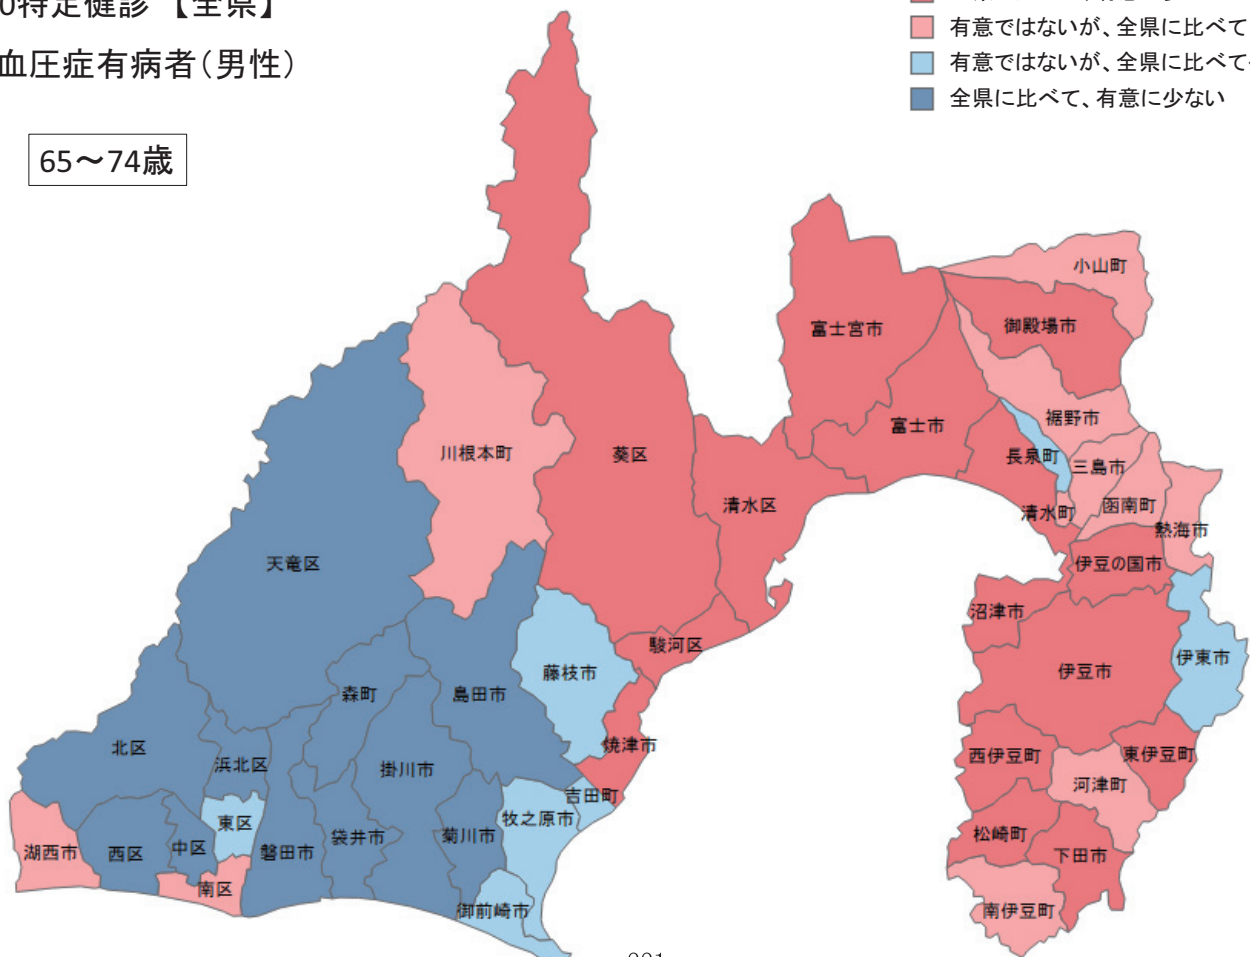 0特定健診 【全県】
血圧症有病者(男性)
65～74歳
有意ではないが、全県に比べて
有意ではないが、全県に比べて
全県に比べて、有意に少ない
小山町
富士宮市
御殿場市
裾野市
富士市
川根本町
葵区
長泉町
三島市
清水区
清水町
函南町
熱海市
天竜区
伊豆の国市
沼津市
駿河区
伊東市
藤枝市
伊豆市
森町
島田市
北区
焼津市
西伊豆町
東伊豆町
浜北区
掛川市
河津町
吉田町
牧之原市
東区
袋井市
菊川市
松崎町
湖西市
西区
中区
磐田市
下田市
南区
御前崎市
南伊豆町